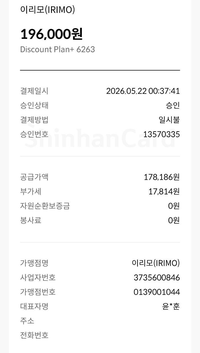 이리모(IRIMO)
196,000원
Discount Plan+ 6263
결제일시 2026.05.22 00:37:41
승인상태 승인
결제방법 일시불
승인번호 13570335
ShinhanCard
공급가액 178,186원
부가세 17,814원
자원순환보증금 0원
봉사료 0원
가맹점명 이리모(IRIMO)
사업자번호 3735600846
가맹점번호 0139001044
대표자명 윤*훈
주소
전화번호